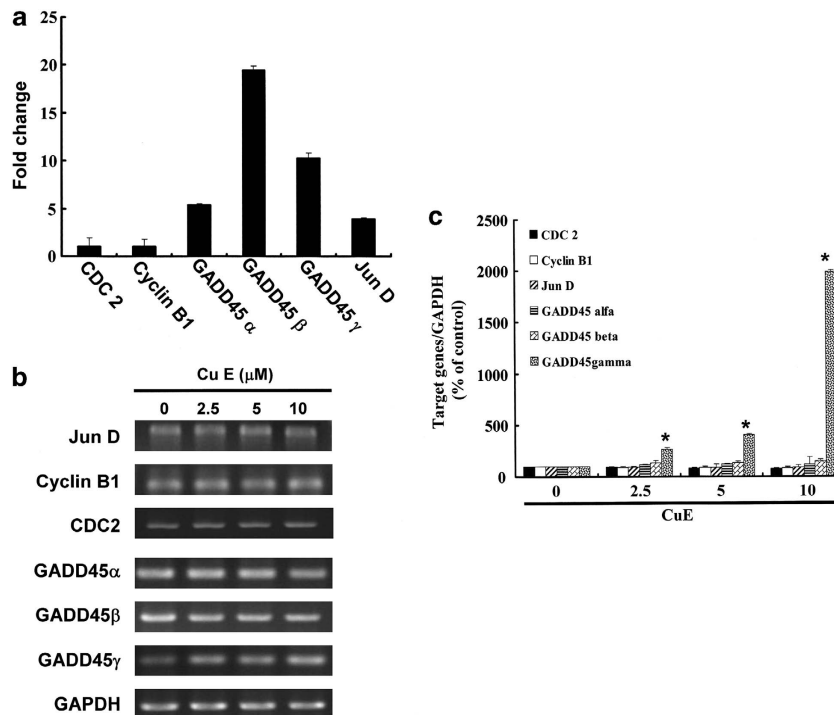 a
Fold change
25
20
15
10
5
0
CDC 2
Cyclin B1
GADD45 α
GADD45 β
GADD45 γ
Jun D
b
Cu E (μM)
0 2.5 5 10
Jun D
Cyclin B1
CDC2
GADD45α
GADD45β
GADD45γ
GAPDH
c
Target genes/GAPDH
(% of control)
2500
2000
1500
1000
500
0
CDC 2
Cyclin B1
Jun D
GADD45 alfa
GADD45 beta
GADD45gamma
*
*
*
0 2.5 5 10
CuE